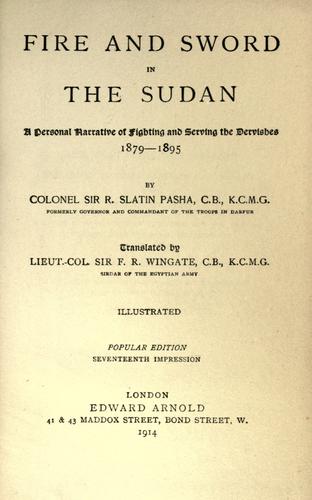 FIRE AND SWORD
IN
THE SUDAN
A Personal Narrative of Fighting and Serving the Dervishes
1879—1895
BY
COLONEL SIR R. SLATIN PASHA, C.B., K.C.M.G.
FORMERLY GOVERNOR AND COMMANDANT OF THE TROOPS IN DARFUR
Translated by
LIEUT.-COL. SIR F. R. WINGATE, C.B., K.C.M.G.
SIRDAR OF THE EGYPTIAN ARMY
ILLUSTRATED
POPULAR EDITION
SEVENTEENTH IMPRESSION
LONDON
EDWARD ARNOLD
41 & 43 MADDOX STREET, BOND STREET, W.
1914